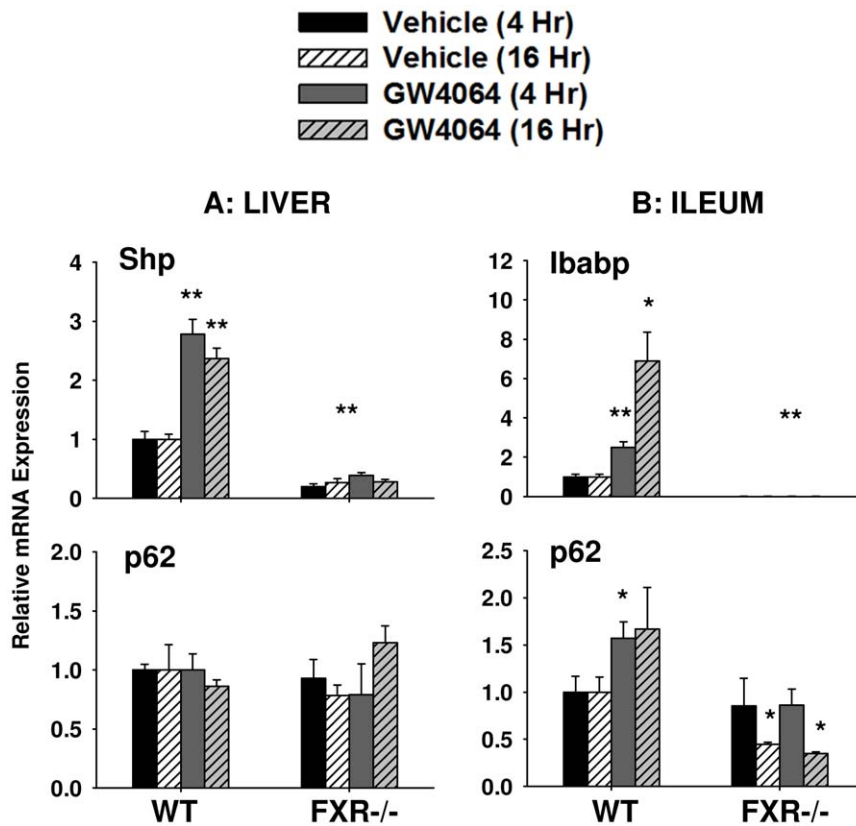 Vehicle (4 Hr)
Vehicle (16 Hr)
GW4064 (4 Hr)
GW4064 (16 Hr)
A: LIVER
B: ILEUM
Relative mRNA Expression
Shp
4
3
2
1
0
**
**
**
Ibabp
12
10
8
6
4
2
0
**
*
**
p62
2.0
1.5
1.0
0.5
0.0
WT
FXR-/-
p62
2.5
2.0
1.5
1.0
0.5
0.0
*
*
*
WT
FXR-/-